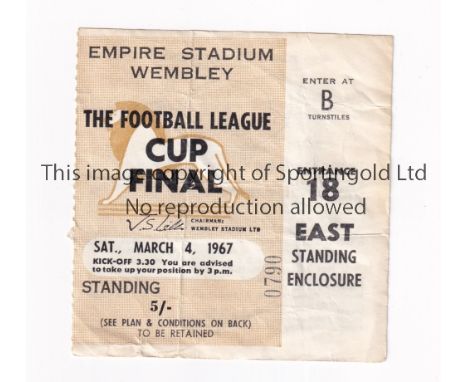 EMPIRE STADIUM
WEMBLEY
THE FOOTBALL LEAGUE
CUP
FINAL
CHAIRMAN:
WEMBLEY STADIUM LTD
SAT., MARCH 4, 1967
KICK-OFF 3.30 You are advised
to take up your position by 3 p.m.
STANDING
5/-
(SEE PLAN & CONDITIONS ON BACK)
TO BE RETAINED
0790
ENTER AT
B
TURNSTILES
ENTRANCE
18
EAST
STANDING
ENCLOSURE
This image copyright of Sportingold Ltd
No reproduction allowed